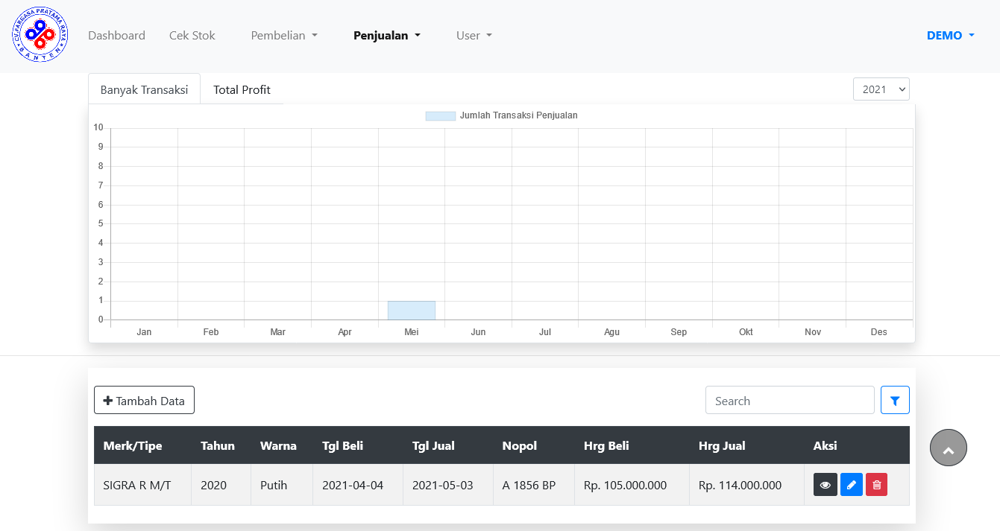 CV.FARGASA PRATAMA RAYA
BANTEN
Dashboard Cek Stok Pembelian Penjualan User DEMO
Banyak Transaksi Total Profit 2021
Jumlah Transaksi Penjualan
10
9
8
7
6
5
4
3
2
1
0
Jan Feb Mar Apr Mei Jun Jul Agu Sep Okt Nov Des
Tambah Data Search
Merk/Tipe Tahun Warna Tgl Beli Tgl Jual Nopol Hrg Beli Hrg Jual Aksi
SIGRA R M/T 2020 Putih 2021-04-04 2021-05-03 A 1856 BP Rp. 105.000.000 Rp. 114.000.000